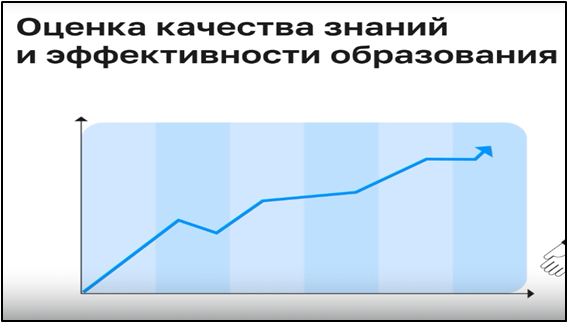 Оценка качества знаний
и эффективности образования